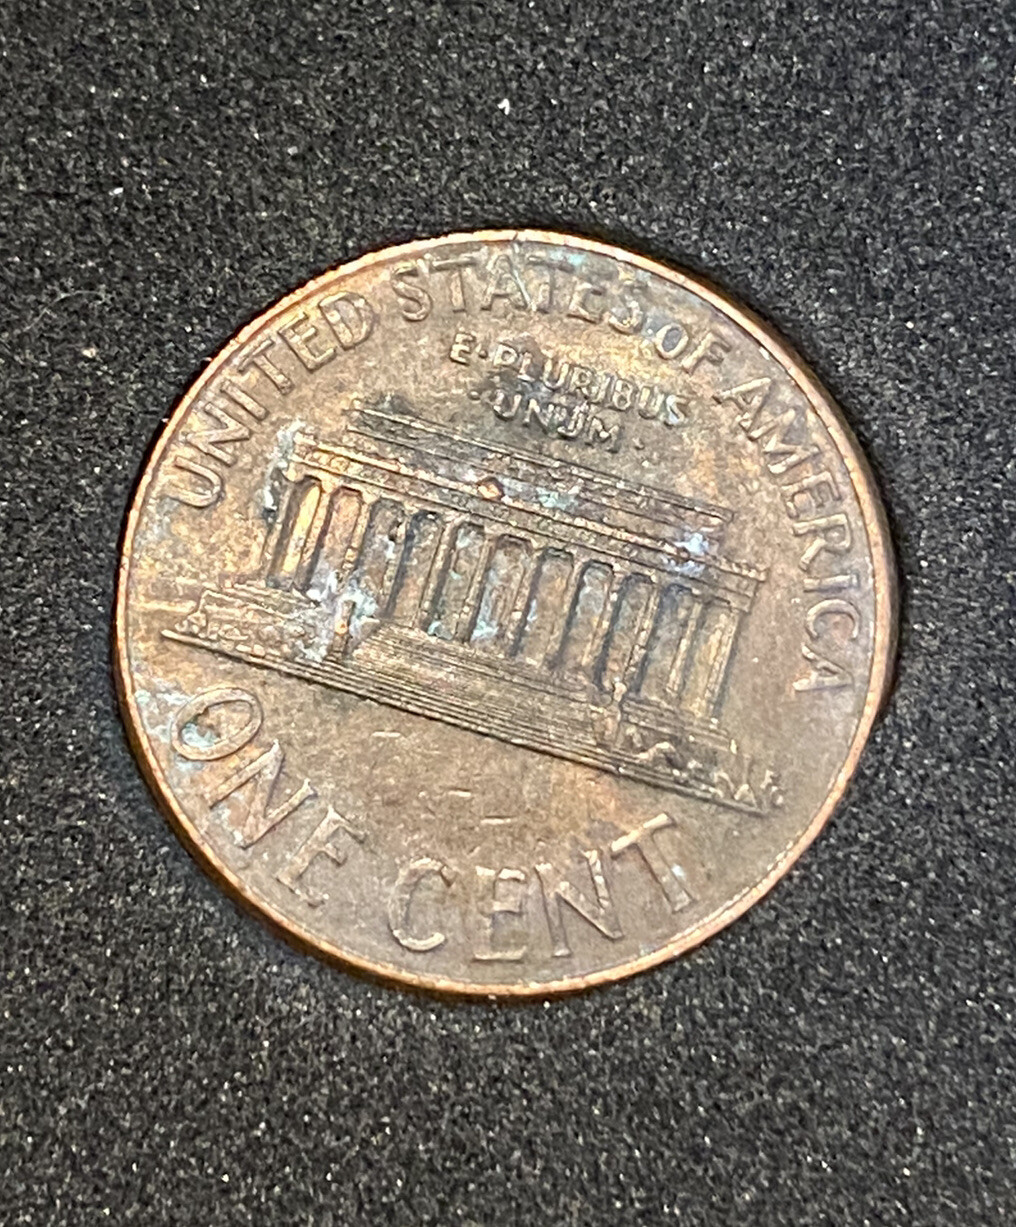 UNITED STATES OF AMERICA
E·PLURIBUS
·UNUM·
ONE CENT